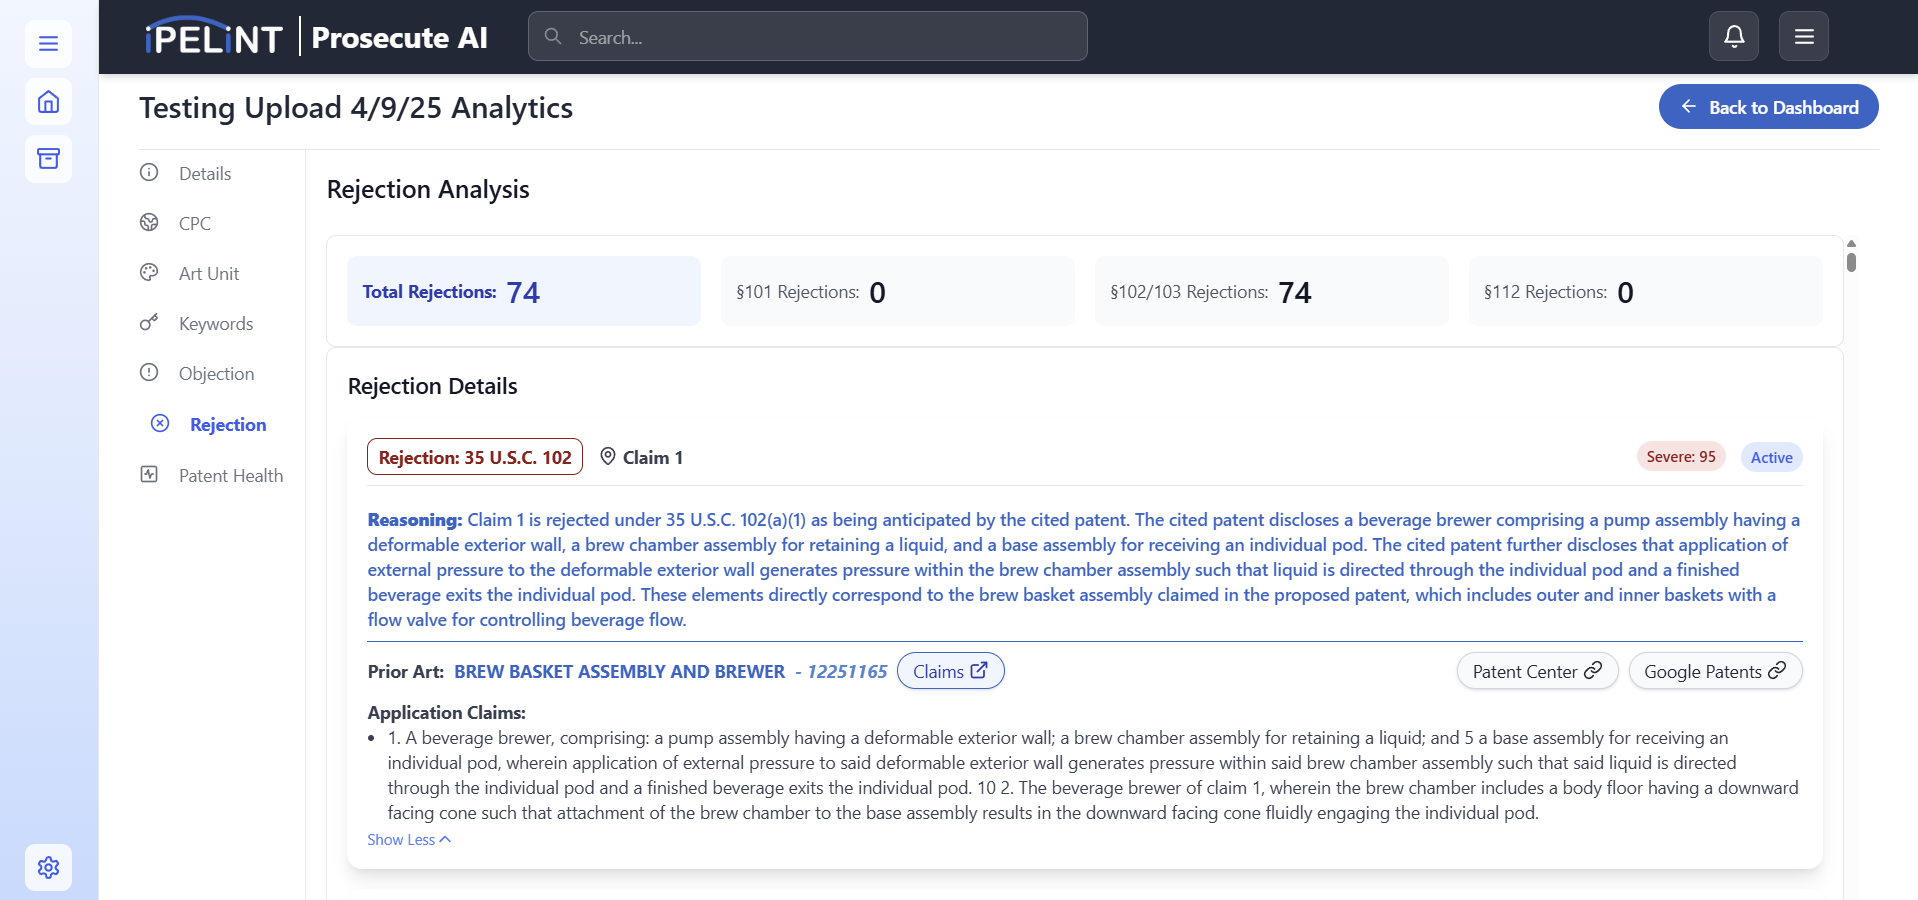 iPELiNT | Prosecute AI
Search...
Testing Upload 4/9/25 Analytics
Back to Dashboard
Details
CPC
Art Unit
Keywords
Objection
Rejection
Patent Health
Rejection Analysis
Total Rejections: 74
§101 Rejections: 0
§102/103 Rejections: 74
§112 Rejections: 0
Rejection Details
Rejection: 35 U.S.C. 102
Claim 1
Severe: 95
Active
Reasoning: Claim 1 is rejected under 35 U.S.C. 102(a)(1) as being anticipated by the cited patent. The cited patent discloses a beverage brewer comprising a pump assembly having a
deformable exterior wall, a brew chamber assembly for retaining a liquid, and a base assembly for receiving an individual pod. The cited patent further discloses that application of
external pressure to the deformable exterior wall generates pressure within the brew chamber assembly such that liquid is directed through the individual pod and a finished
beverage exits the individual pod. These elements directly correspond to the brew basket assembly claimed in the proposed patent, which includes outer and inner baskets with a
flow valve for controlling beverage flow.
Prior Art: BREW BASKET ASSEMBLY AND BREWER - 12251165
Claims
Patent Center
Google Patents
Application Claims:
• 1. A beverage brewer, comprising: a pump assembly having a deformable exterior wall; a brew chamber assembly for retaining a liquid; and 5 a base assembly for receiving an
individual pod, wherein application of external pressure to said deformable exterior wall generates pressure within said brew chamber assembly such that said liquid is directed
through the individual pod and a finished beverage exits the individual pod. 10 2. The beverage brewer of claim 1, wherein the brew chamber includes a body floor having a downward
facing cone such that attachment of the brew chamber to the base assembly results in the downward facing cone fluidly engaging the individual pod.
Show Less